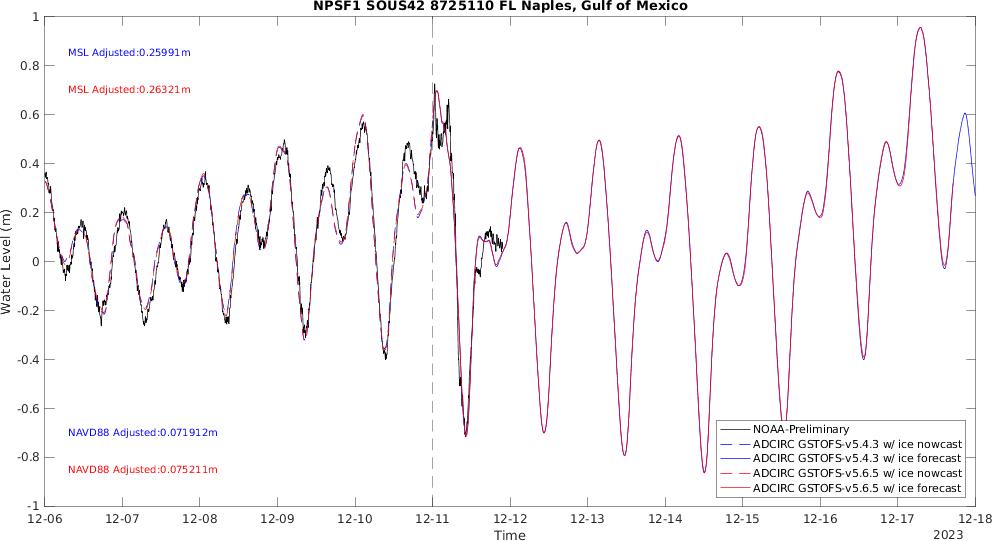 NPSF1 SOUS42 8725110 FL Naples, Gulf of Mexico
MSL Adjusted:0.25991m
MSL Adjusted:0.26321m
NAVD88 Adjusted:0.071912m
NAVD88 Adjusted:0.075211m
Water Level (m)
1
0.8
0.6
0.4
0.2
0
-0.2
-0.4
-0.6
-0.8
-1
NOAA-Preliminary
ADCIRC GSTOFS-v5.4.3 w/ ice nowcast
ADCIRC GSTOFS-v5.4.3 w/ ice forecast
ADCIRC GSTOFS-v5.6.5 w/ ice nowcast
ADCIRC GSTOFS-v5.6.5 w/ ice forecast
12-06 12-07 12-08 12-09 12-10 12-11 12-12 12-13 12-14 12-15 12-16 12-17 12-18
Time
2023